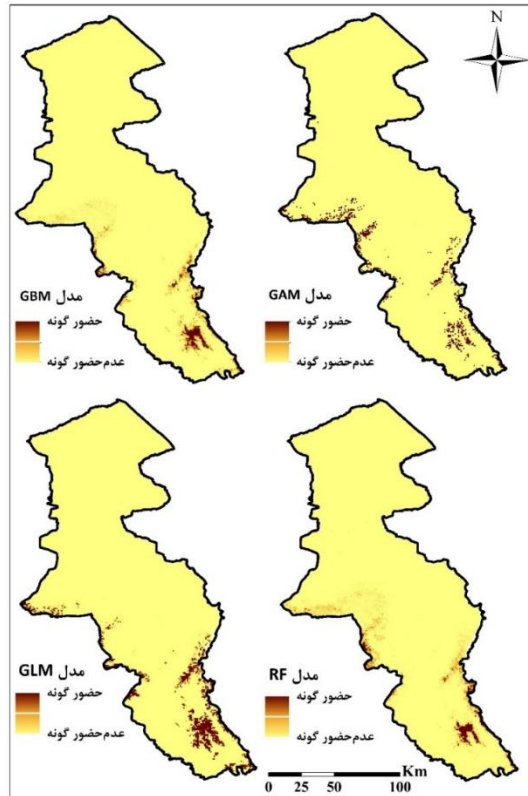 N
مدل GBM
حضور گونه
عدم‌حضور گونه
مدل GAM
حضور گونه
عدم‌حضور گونه
مدل GLM
حضور گونه
عدم‌حضور گونه
مدل RF
حضور گونه
عدم‌حضور گونه
Km
0 25 50 100